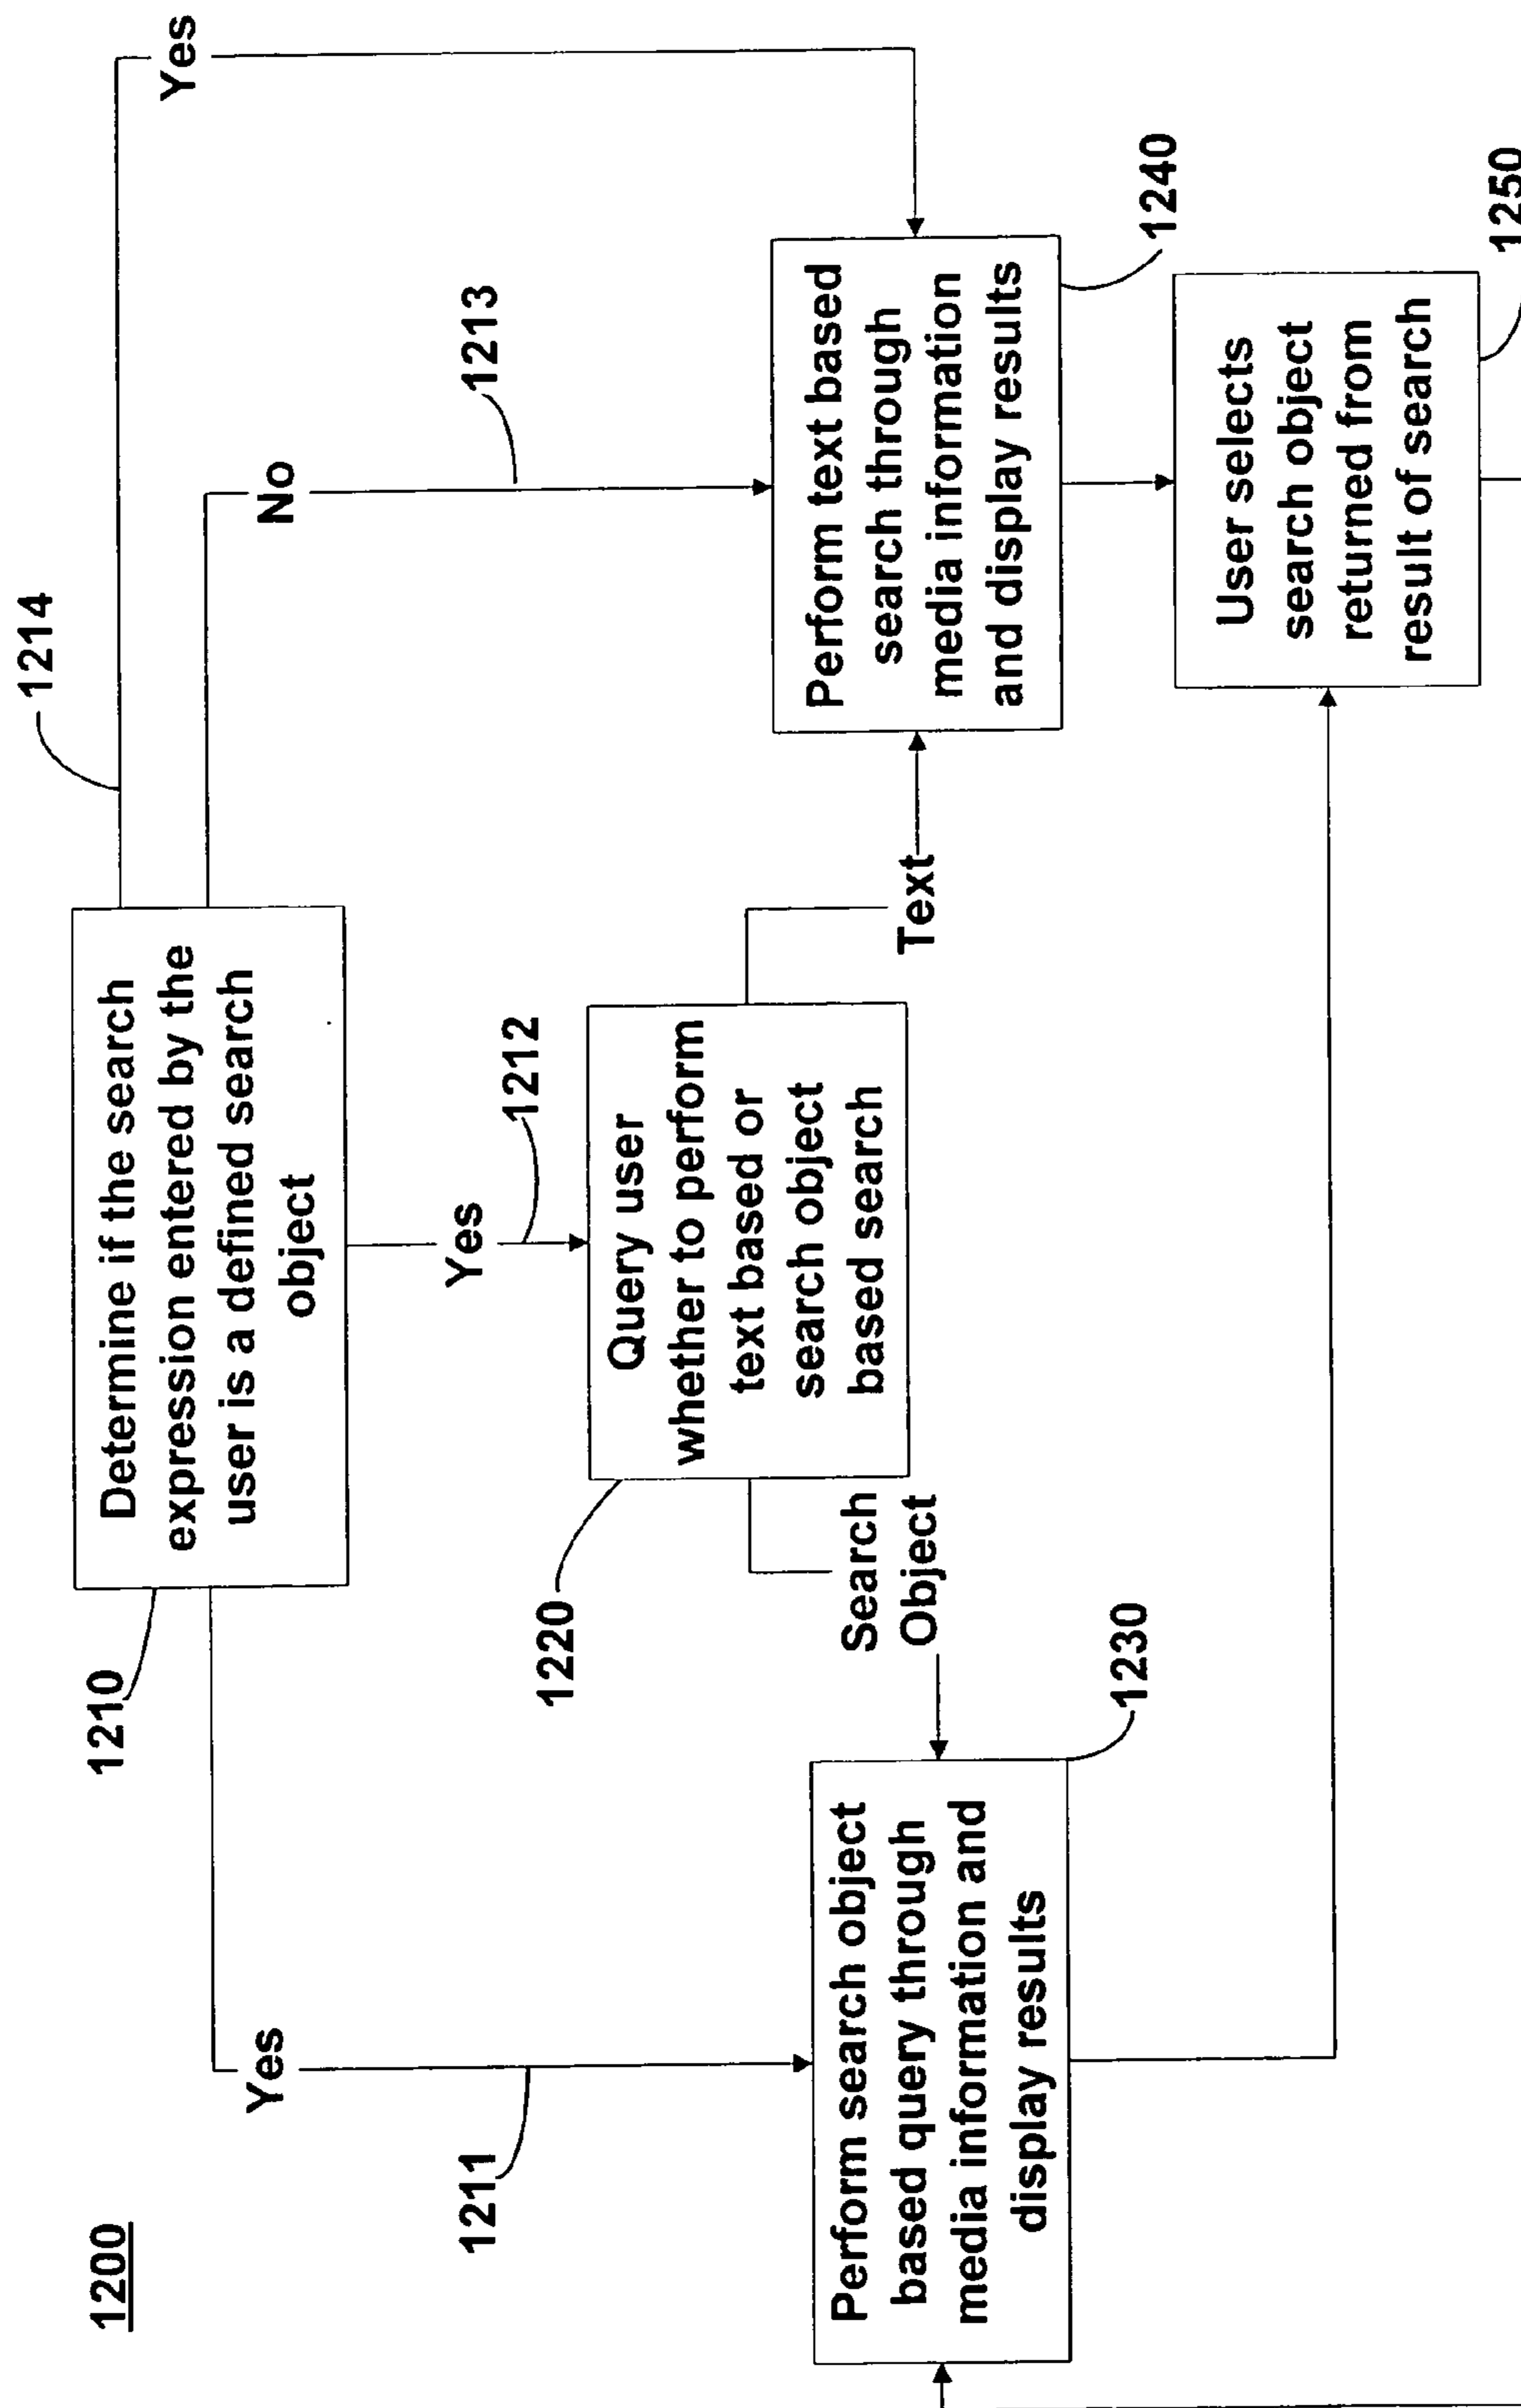 1200
1210
Determine if the search
expression entered by the
user is a defined search
object
1214
Yes
No
1213
Yes
1211
Yes
1212
1220
Query user
whether to perform
text based or
search object
based search
Search
Object
Text
Perform search object
based query through
media information and
display results
1230
Perform text based
search through
media information
and display results
1240
User selects
search object
returned from
result of search
1250